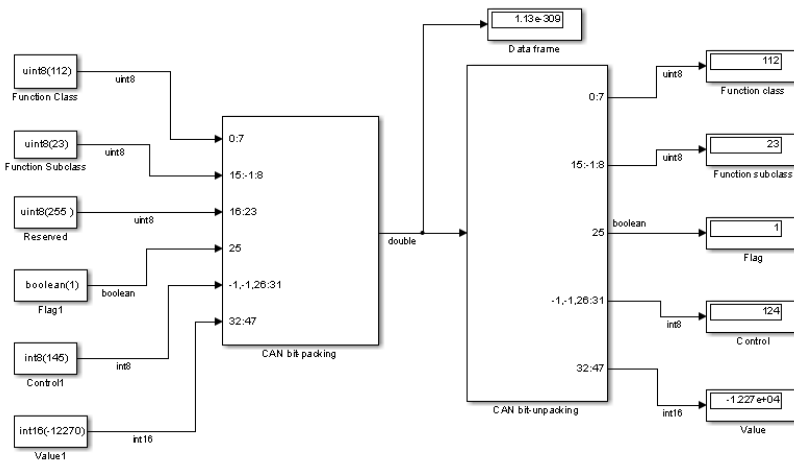 1.13e-309
Data frame
uint8(112)
uint8
Function Class
uint8(23)
uint8
Function Subclass
uint8(255 )
uint8
Reserved
boolean(1)
boolean
Flag1
int8(145)
int8
Control1
int16(-12270)
int16
Value1
0:7
15:-1:8
16:23
25
-1,-1,26:31
32:47
CAN bit-packing
double
0:7
15:-1:8
25
-1,-1,26:31
32:47
CAN bit-unpacking
uint8
112
Function class
uint8
23
Function subclass
boolean
1
Flag
int8
124
Control
int16
-1.227e+04
Value